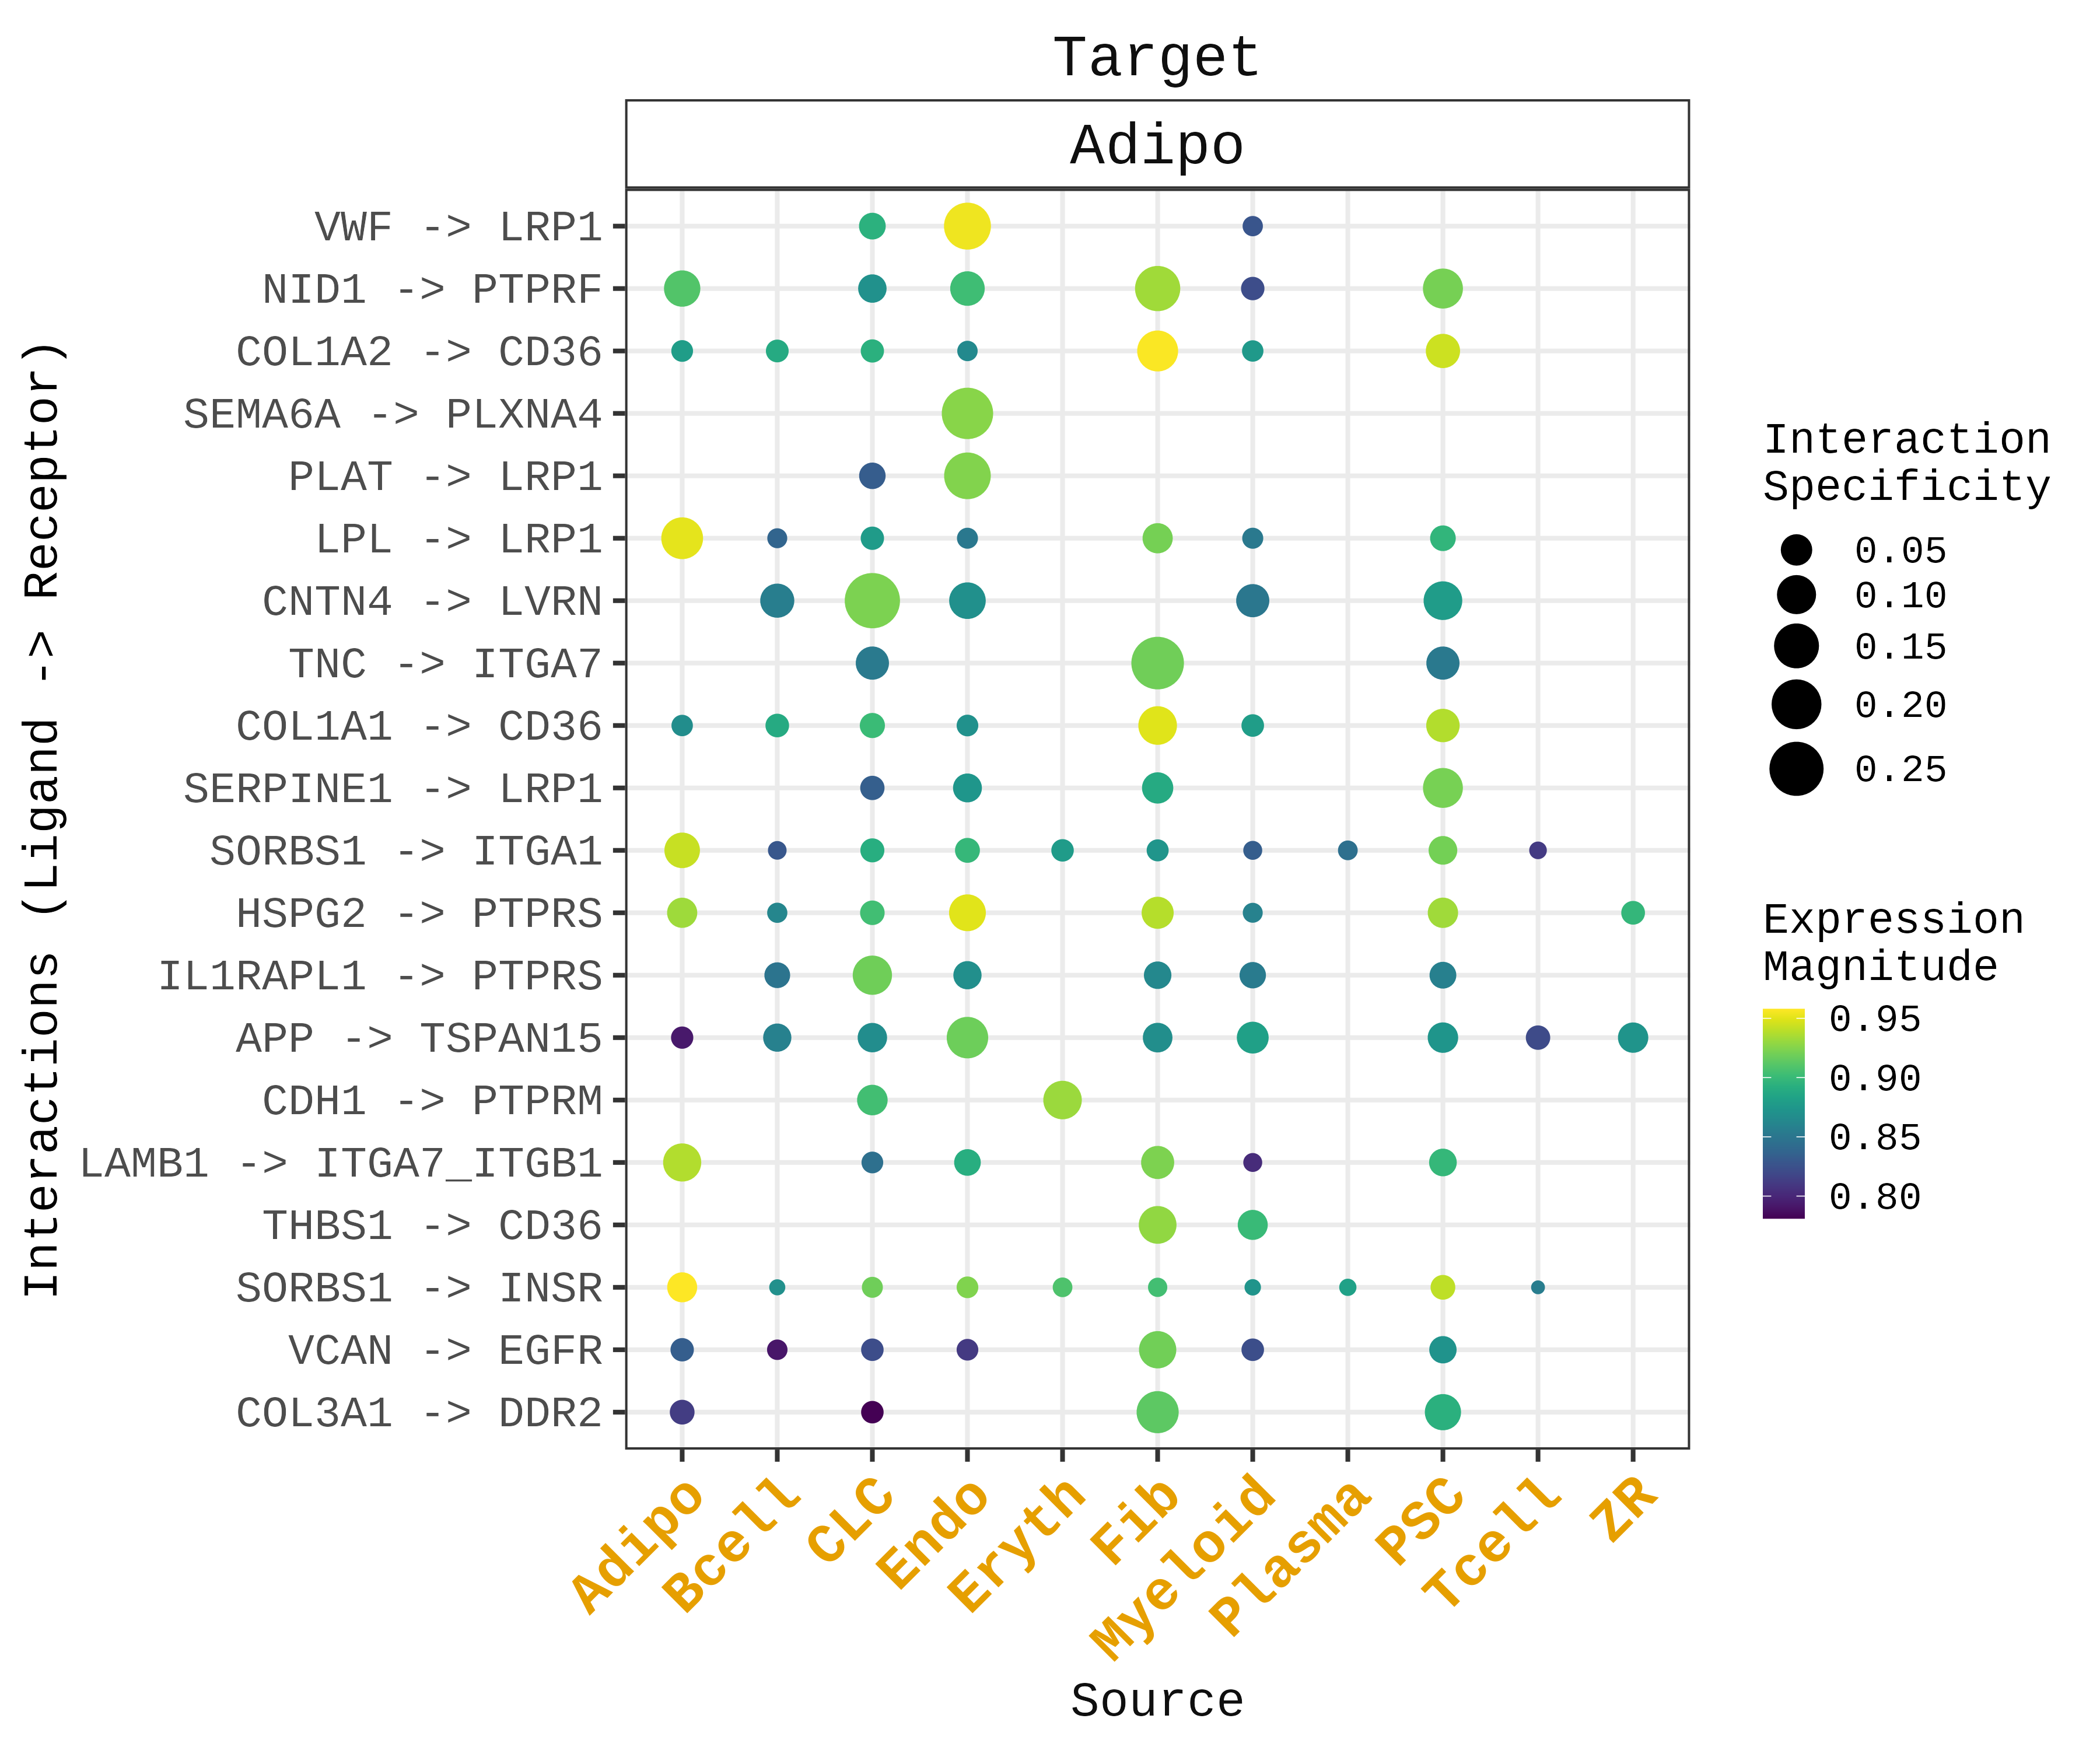 Target
Adipo
Interactions (Ligand -> Receptor)
VWF -> LRP1
NID1 -> PTPRF
COL1A2 -> CD36
SEMA6A -> PLXNA4
PLAT -> LRP1
LPL -> LRP1
CNTN4 -> LVRN
TNC -> ITGA7
COL1A1 -> CD36
SERPINE1 -> LRP1
SORBS1 -> ITGA1
HSPG2 -> PTPRS
IL1RAPL1 -> PTPRS
APP -> TSPAN15
CDH1 -> PTPRM
LAMB1 -> ITGA7_ITGB1
THBS1 -> CD36
SORBS1 -> INSR
VCAN -> EGFR
COL3A1 -> DDR2
Adipo
Bcell
CLC
Endo
Eryth
Fib
Myeloid
Plasma
PSC
Tcell
ZR
Source
Interaction
Specificity
0.05
0.10
0.15
0.20
0.25
Expression
Magnitude
0.95
0.90
0.85
0.80